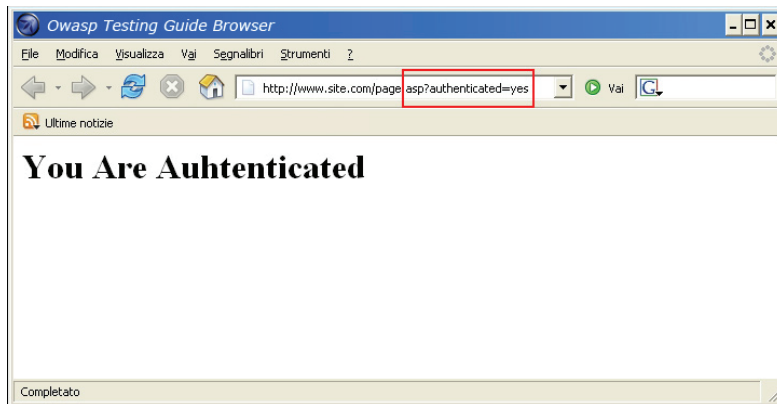 Owasp Testing Guide Browser
File Modifica Visualizza Vai Segnalibri Strumenti ?
http://www.site.com/page.asp?authenticated=yes Vai G
Ultime notizie
You Are Auhtenticated
Completato